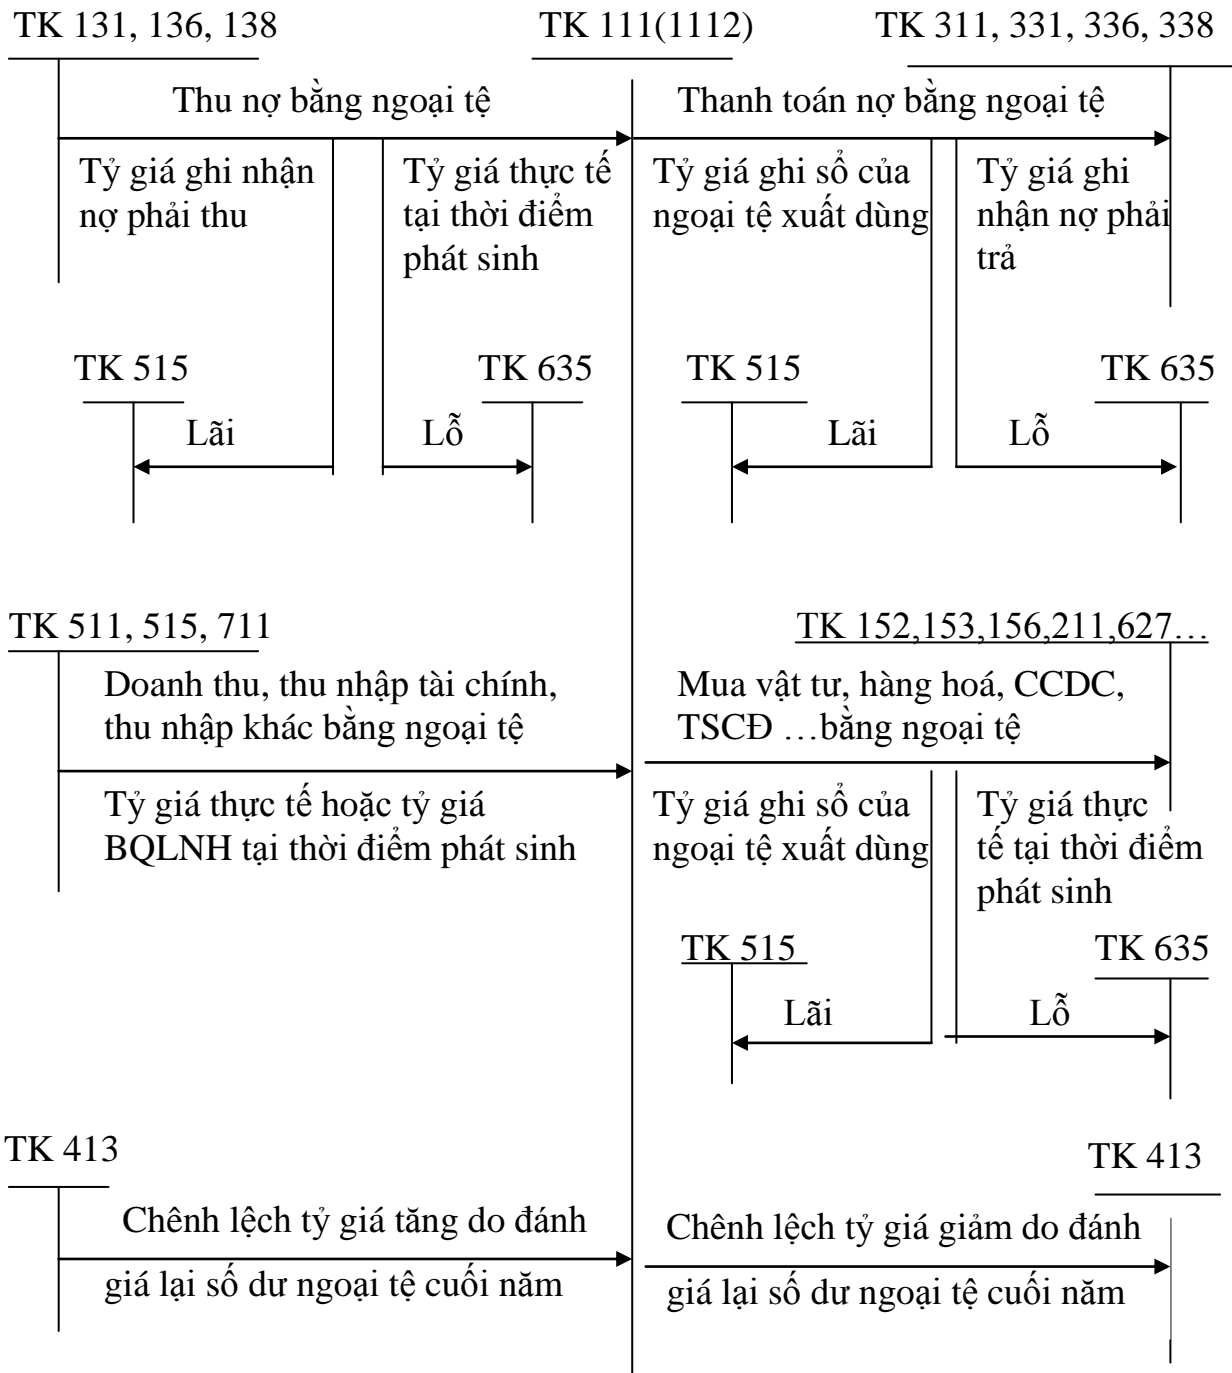 TK 131, 136, 138
TK 111(1112)
TK 311, 331, 336, 338
Thu nợ bằng ngoại tệ
Thanh toán nợ bằng ngoại tệ
Tỷ giá ghi nhận
nợ phải thu
Tỷ giá thực tế
tại thời điểm
phát sinh
Tỷ giá ghi sổ của
ngoại tệ xuất dùng
Tỷ giá ghi
nhận nợ phải
trả
TK 515
TK 635
TK 515
TK 635
Lãi
Lỗ
Lãi
Lỗ
TK 511, 515, 711
TK 152,153,156,211,627…
Doanh thu, thu nhập tài chính,
thu nhập khác bằng ngoại tệ
Mua vật tư, hàng hoá, CCDC,
TSCĐ …bằng ngoại tệ
Tỷ giá thực tế hoặc tỷ giá
BQLNH tại thời điểm phát sinh
Tỷ giá ghi sổ của
ngoại tệ xuất dùng
Tỷ giá thực
tế tại thời điểm
phát sinh
TK 515
TK 635
Lãi
Lỗ
TK 413
TK 413
Chênh lệch tỷ giá tăng do đánh
giá lại số dư ngoại tệ cuối năm
Chênh lệch tỷ giá giảm do đánh
giá lại số dư ngoại tệ cuối năm